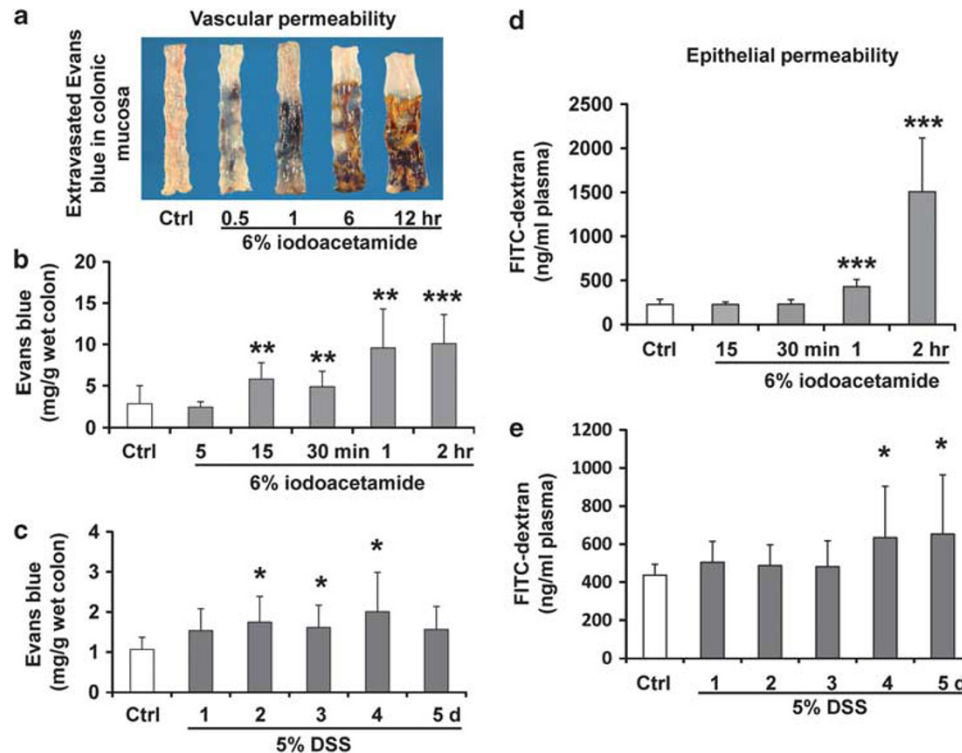 a
Vascular permeability
Extravasated Evans
blue in colonic
mucosa
Ctrl 0.5 1 6 12 hr
6% iodoacetamide
b
Evans blue
(mg/g wet colon)
20
15
10
5
0
** ** ** ***
Ctrl 5 15 30 min 1 2 hr
6% iodoacetamide
c
Evans blue
(mg/g wet colon)
4
3
2
1
0
* * *
Ctrl 1 2 3 4 5 d
5% DSS
d
Epithelial permeability
FITC-dextran
(ng/ml plasma)
2500
2000
1500
1000
500
0
*** ***
Ctrl 15 30 min 1 2 hr
6% iodoacetamide
e
FITC-dextran
(ng/ml plasma)
1200
1000
800
600
400
200
0
* *
Ctrl 1 2 3 4 5 d
5% DSS